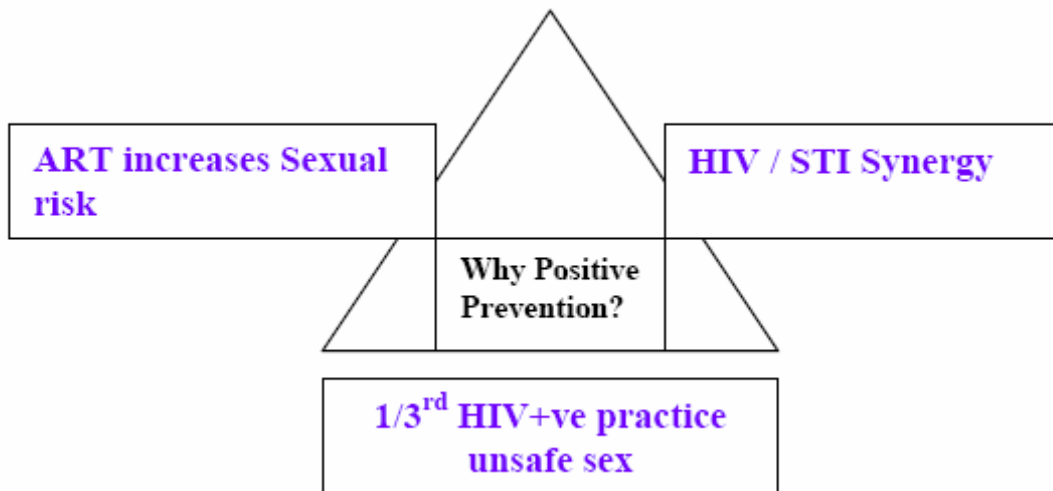 ART increases Sexual
risk
HIV / STI Synergy
Why Positive
Prevention?
1/3rd HIV+ve practice
unsafe sex